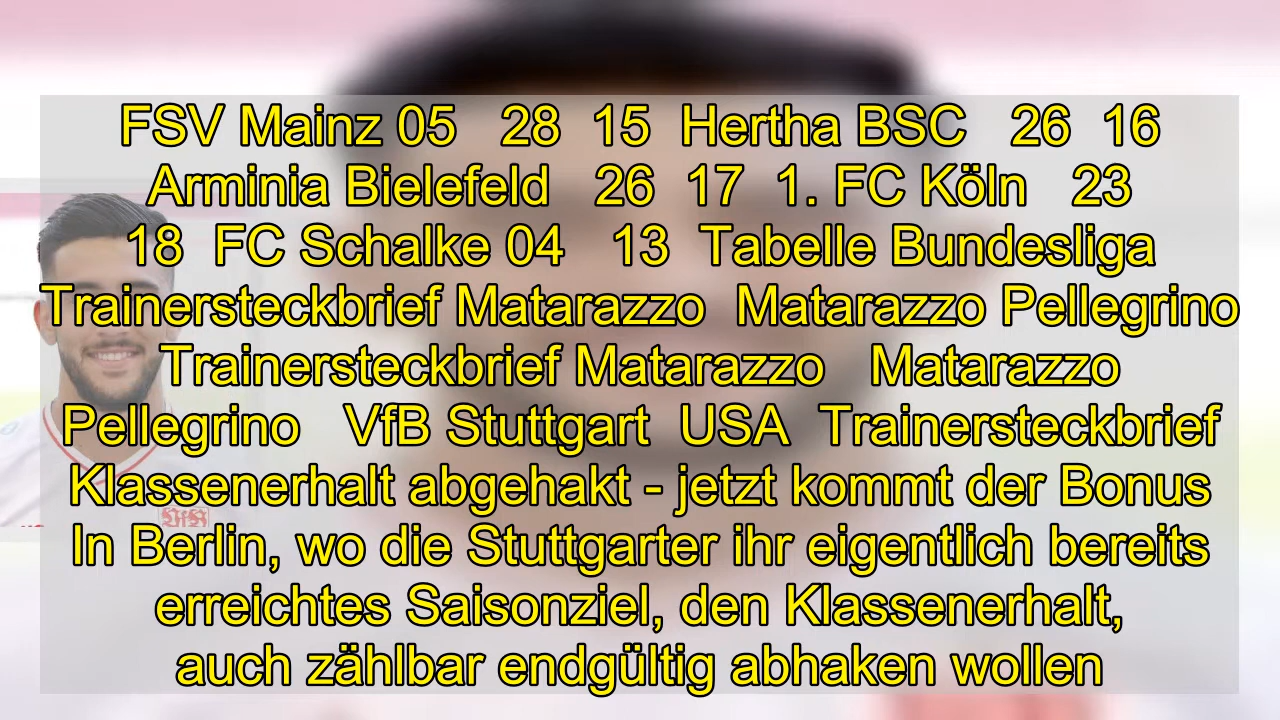 FSV Mainz 05 28 15 Hertha BSC 26 16
Arminia Bielefeld 26 17 1. FC Köln 23
18 FC Schalke 04 13 Tabelle Bundesliga
Trainersteckbrief Matarazzo Matarazzo Pellegrino
Trainersteckbrief Matarazzo Matarazzo
Pellegrino VfB Stuttgart USA Trainersteckbrief
Klassenerhalt abgehakt - jetzt kommt der Bonus
In Berlin, wo die Stuttgarter ihr eigentlich bereits
erreichtes Saisonziel, den Klassenerhalt,
auch zählbar endgültig abhaken wollen